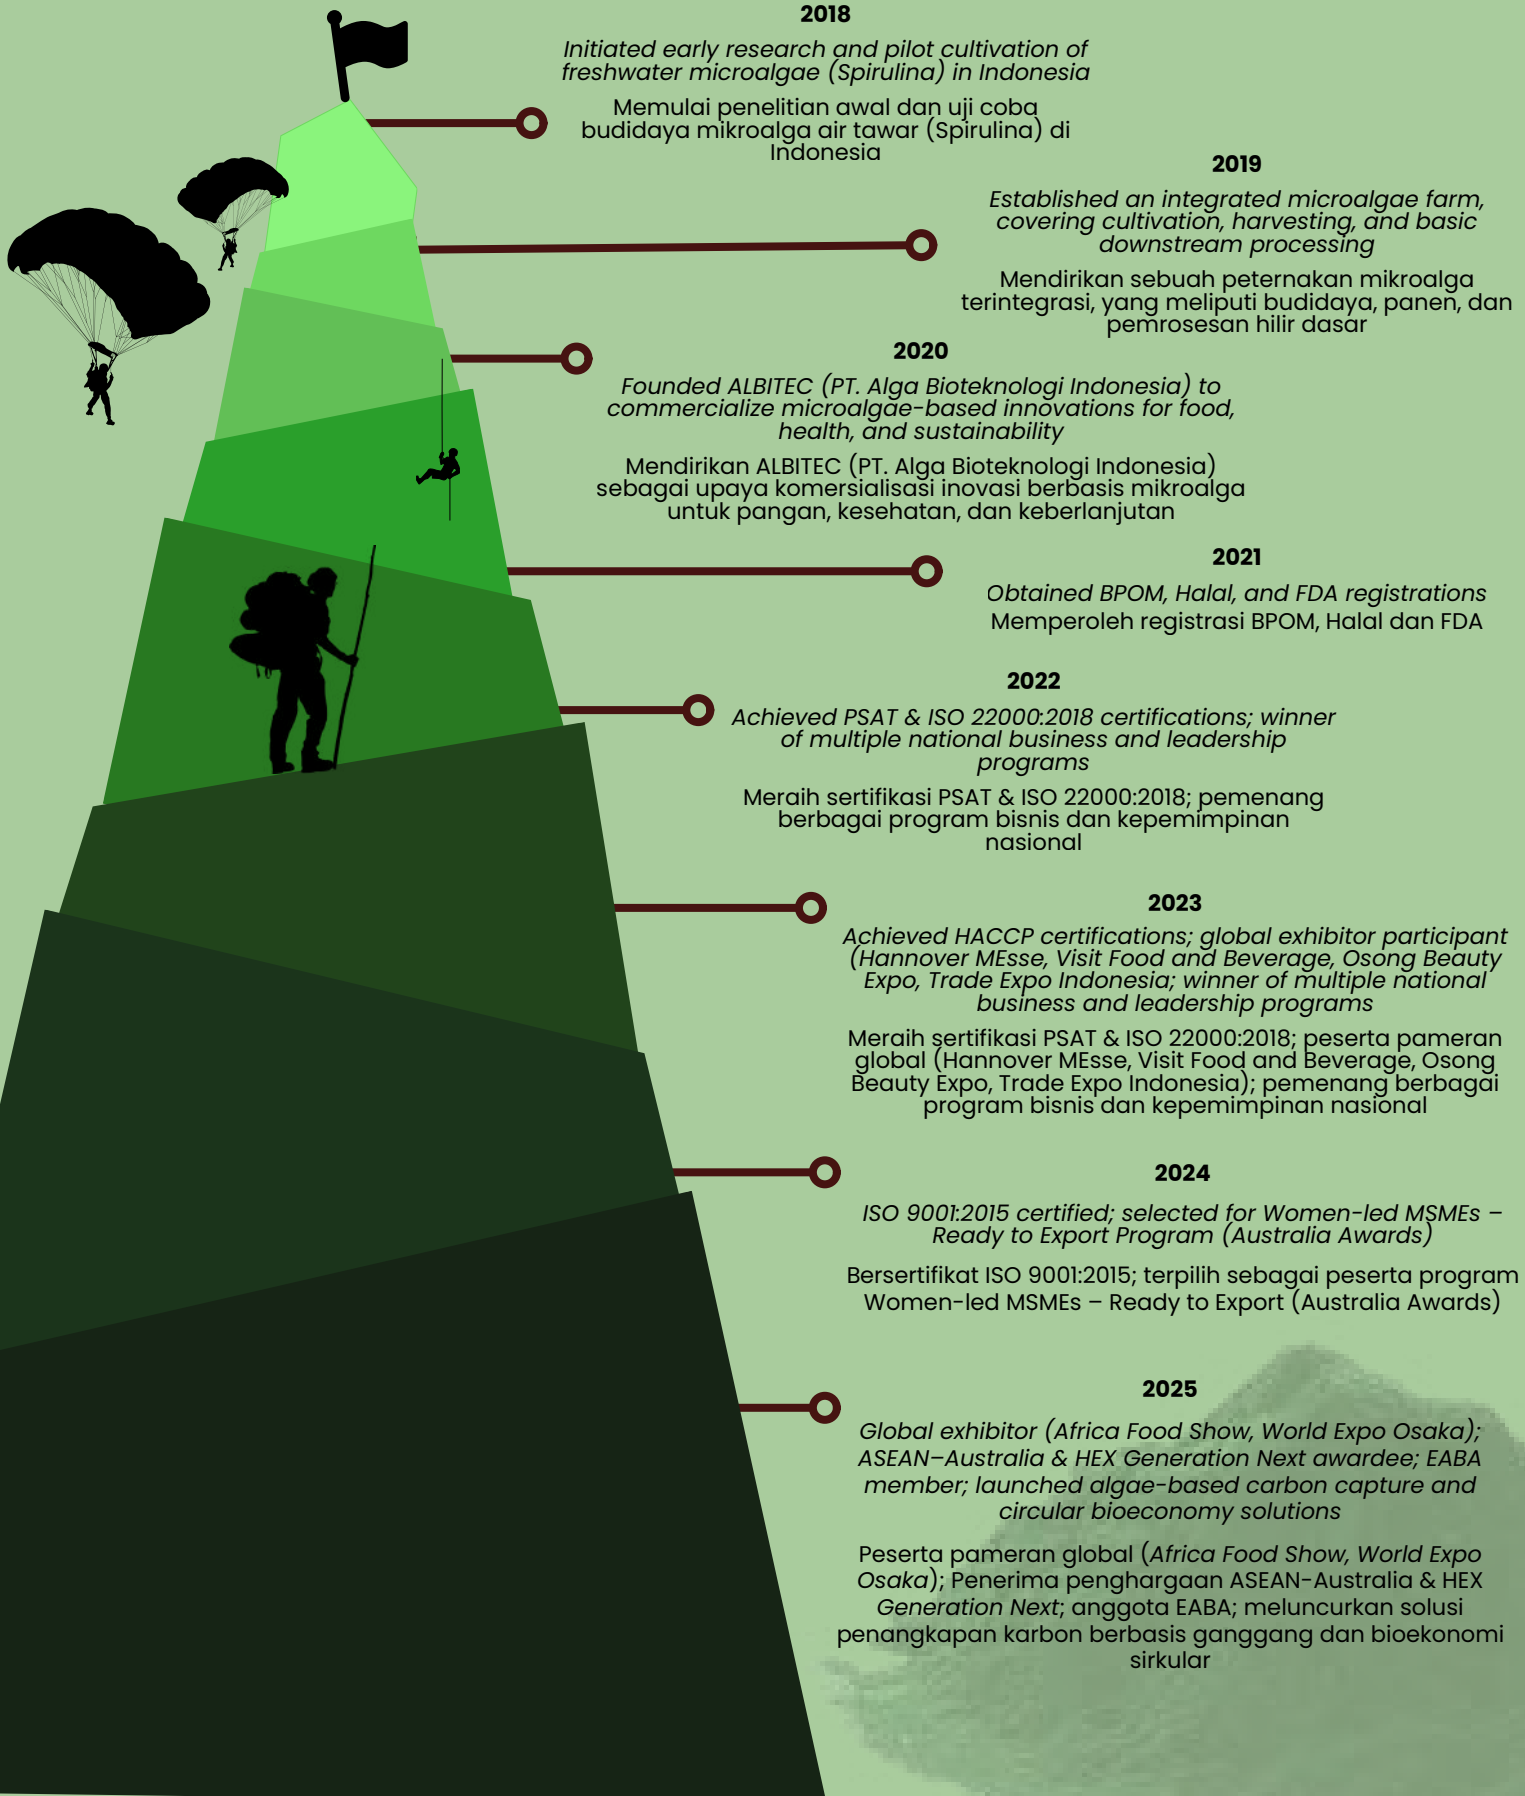 2018
Initiated early research and pilot cultivation of
freshwater microalgae (Spirulina) in Indonesia
Memulai penelitian awal dan uji coba
budidaya mikroalga air tawar (Spirulina) di
Indonesia
2019
Established an integrated microalgae farm,
covering cultivation, harvesting, and basic
downstream processing
Mendirikan sebuah peternakan mikroalga
terintegrasi, yang meliputi budidaya, panen, dan
pemrosesan hilir dasar
2020
Founded ALBITEC (PT. Alga Bioteknologi Indonesia) to
commercialize microalgae-based innovations for food,
health, and sustainability
Mendirikan ALBITEC (PT. Alga Bioteknologi Indonesia)
sebagai upaya komersialisasi inovasi berbasis mikroalga
untuk pangan, kesehatan, dan keberlanjutan
2021
Obtained BPOM, Halal, and FDA registrations
Memperoleh registrasi BPOM, Halal dan FDA
2022
Achieved PSAT & ISO 22000:2018 certifications; winner
of multiple national business and leadership
programs
Meraih sertifikasi PSAT & ISO 22000:2018; pemenang
berbagai program bisnis dan kepemimpinan
nasional
2023
Achieved HACCP certifications; global exhibitor participant
(Hannover MEsse, Visit Food and Beverage, Osong Beauty
Expo, Trade Expo Indonesia; winner of multiple national
business and leadership programs
Meraih sertifikasi PSAT & ISO 22000:2018; peserta pameran
global (Hannover MEsse, Visit Food and Beverage, Osong
Beauty Expo, Trade Expo Indonesia); pemenang berbagai
program bisnis dan kepemimpinan nasional
2024
ISO 9001:2015 certified; selected for Women-led MSMEs –
Ready to Export Program (Australia Awards)
Bersertifikat ISO 9001:2015; terpilih sebagai peserta program
Women-led MSMEs – Ready to Export (Australia Awards)
2025
Global exhibitor (Africa Food Show, World Expo Osaka);
ASEAN–Australia & HEX Generation Next awardee; EABA
member; launched algae-based carbon capture and
circular bioeconomy solutions
Peserta pameran global (Africa Food Show, World Expo
Osaka); Penerima penghargaan ASEAN-Australia & HEX
Generation Next; anggota EABA; meluncurkan solusi
penangkapan karbon berbasis ganggang dan bioekonomi
sirkular